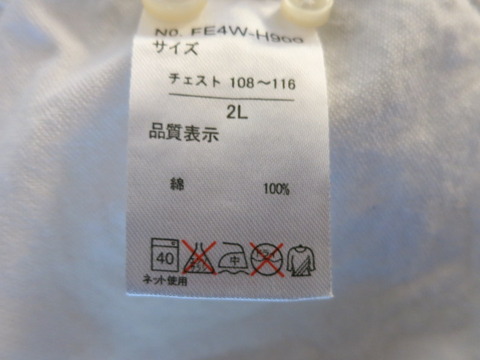 No. FE4W-H966
サイズ
チェスト 108～116
2L
品質表示
綿 100%
40 中
ネット使用